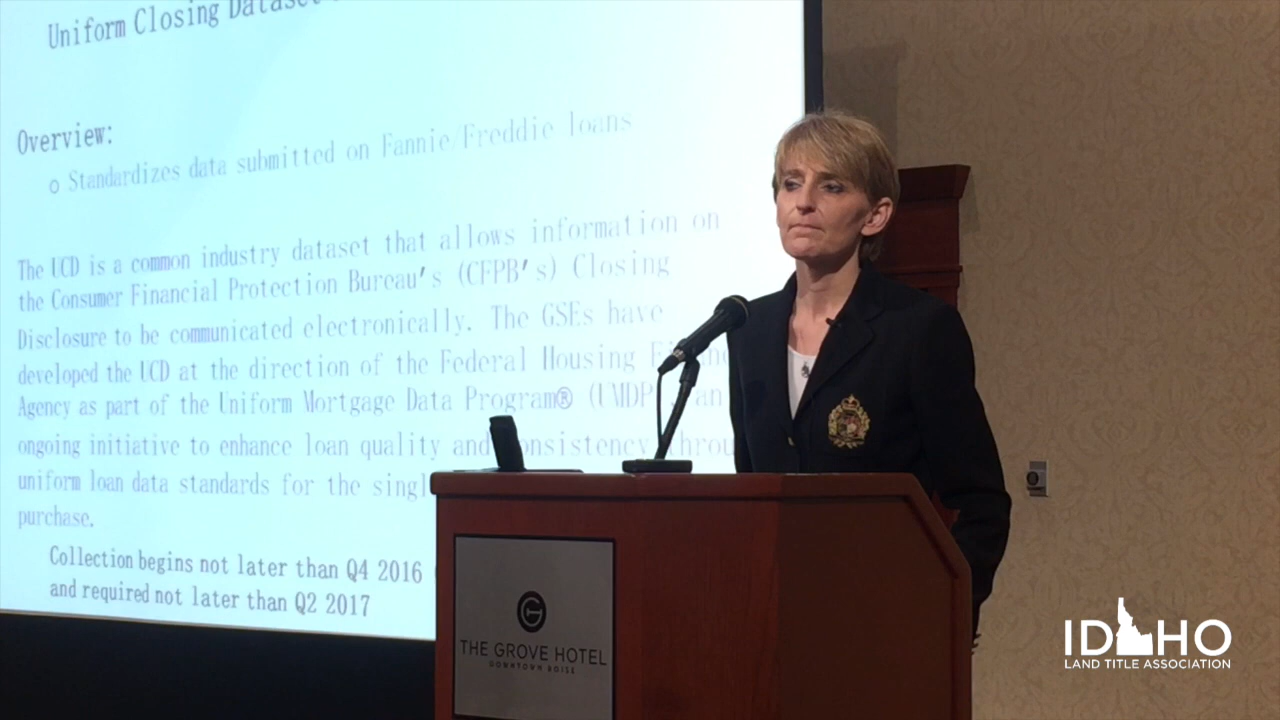 Uniform Closing Dataset
Overview:
o Standardizes data submitted on Fannie/Freddie loans
The UCD is a common industry dataset that allows information on
the Consumer Financial Protection Bureau's (CFPB's) Closing
Disclosure to be communicated electronically. The GSEs have
developed the UCD at the direction of the Federal Housing
Agency as part of the Uniform Mortgage Data Program® (UMDP
ongoing initiative to enhance loan quality and consistency
uniform loan data standards for the
purchase.
Collection begins not later than Q4 2016
and required not later than Q2 2017
THE GROVE HOTEL
DOWNTOWN BOISE
IDAHO
LAND TITLE ASSOCIATION